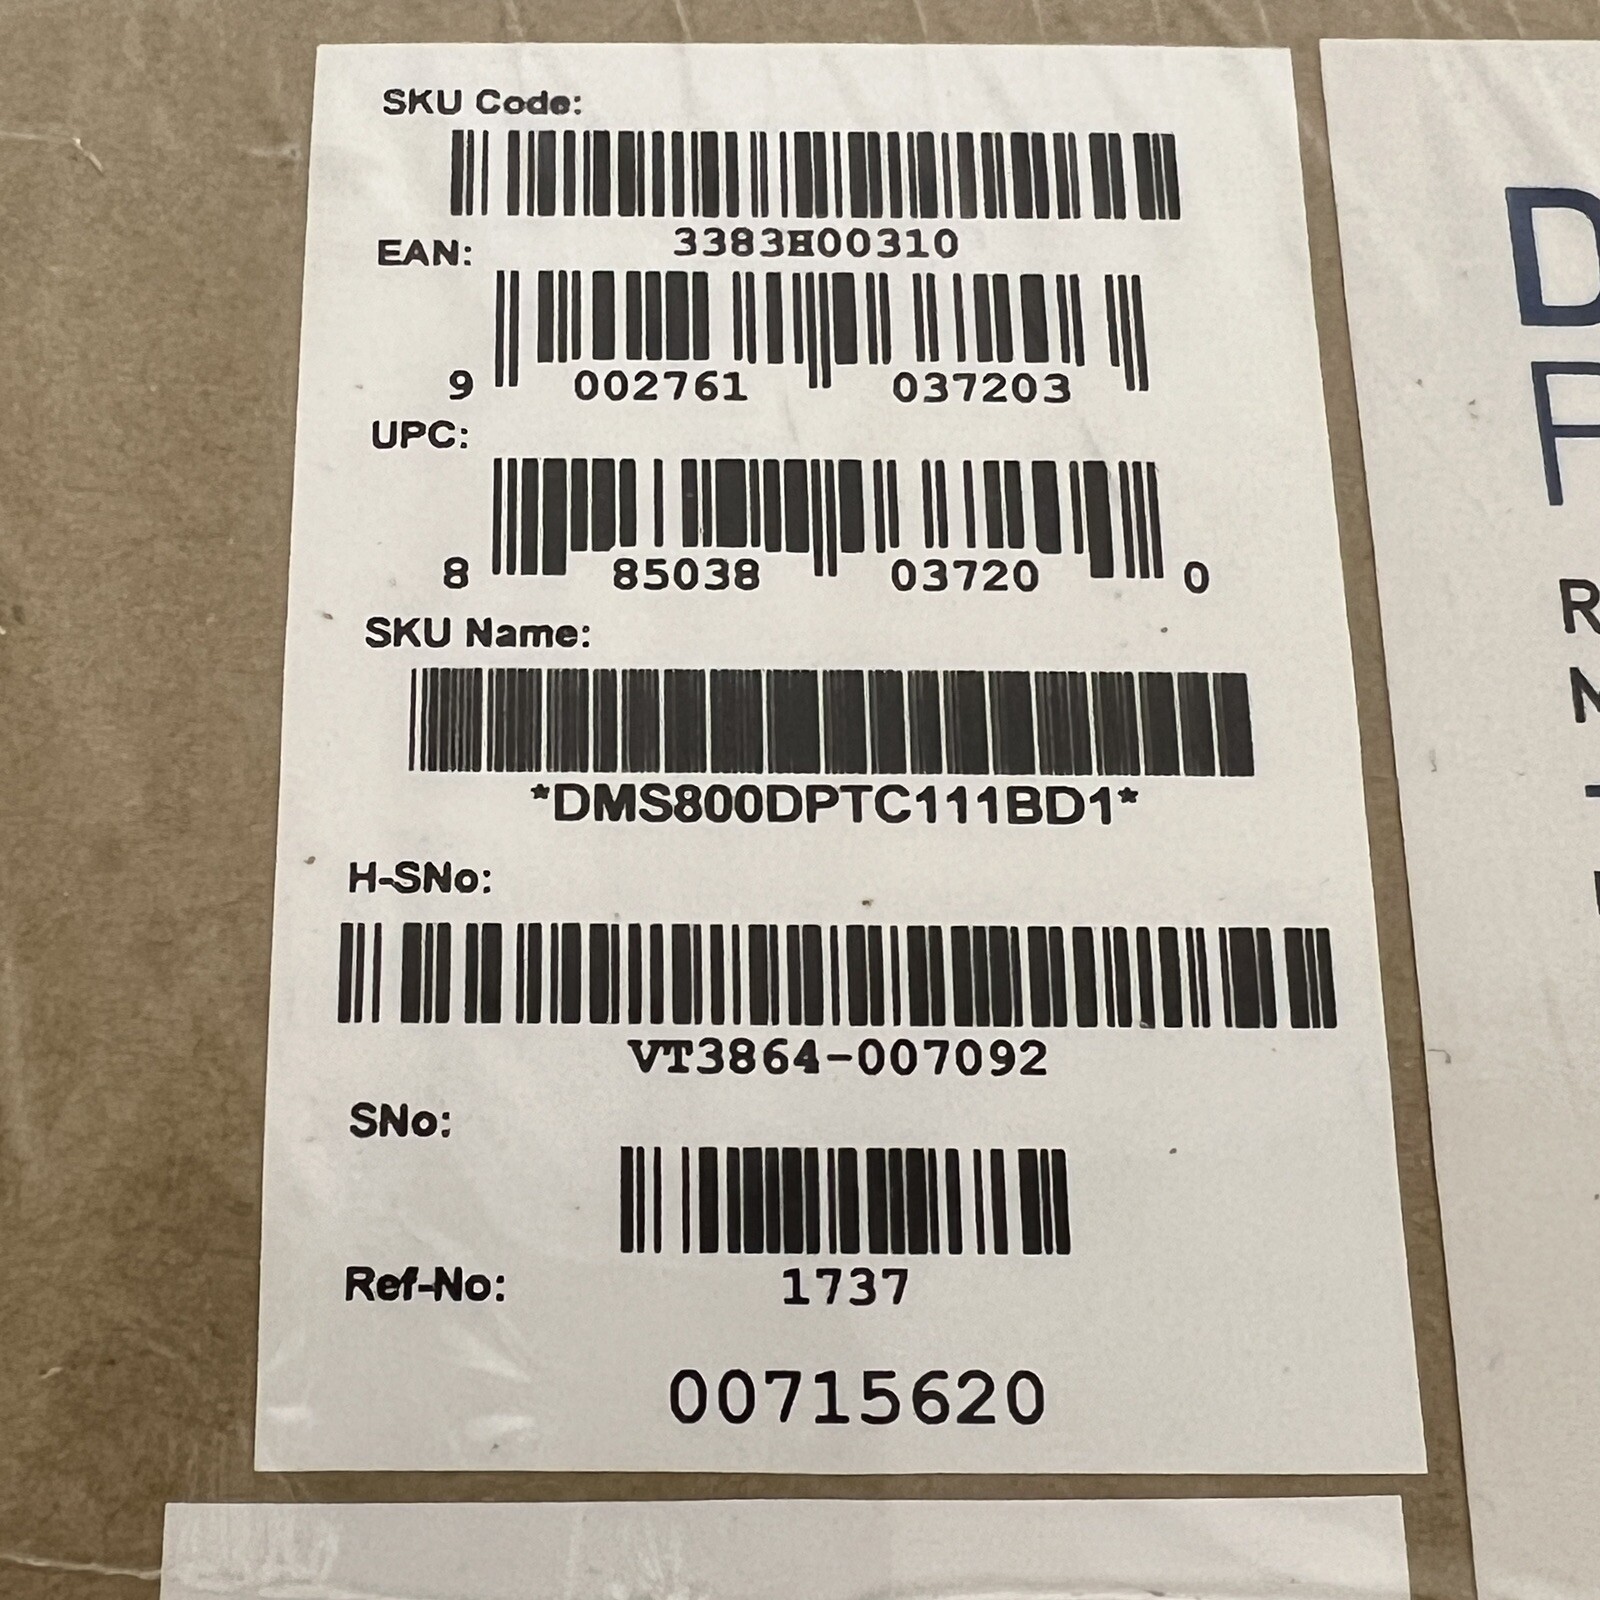 SKU Code:
3383H00310
EAN:
9 002761 037203
UPC:
8 85038 03720 0
SKU Name:
*DMS800DPTC111BD1*
H-SNo:
VT3864-007092
SNo:
1737
Ref-No:
00715620
D
F
R